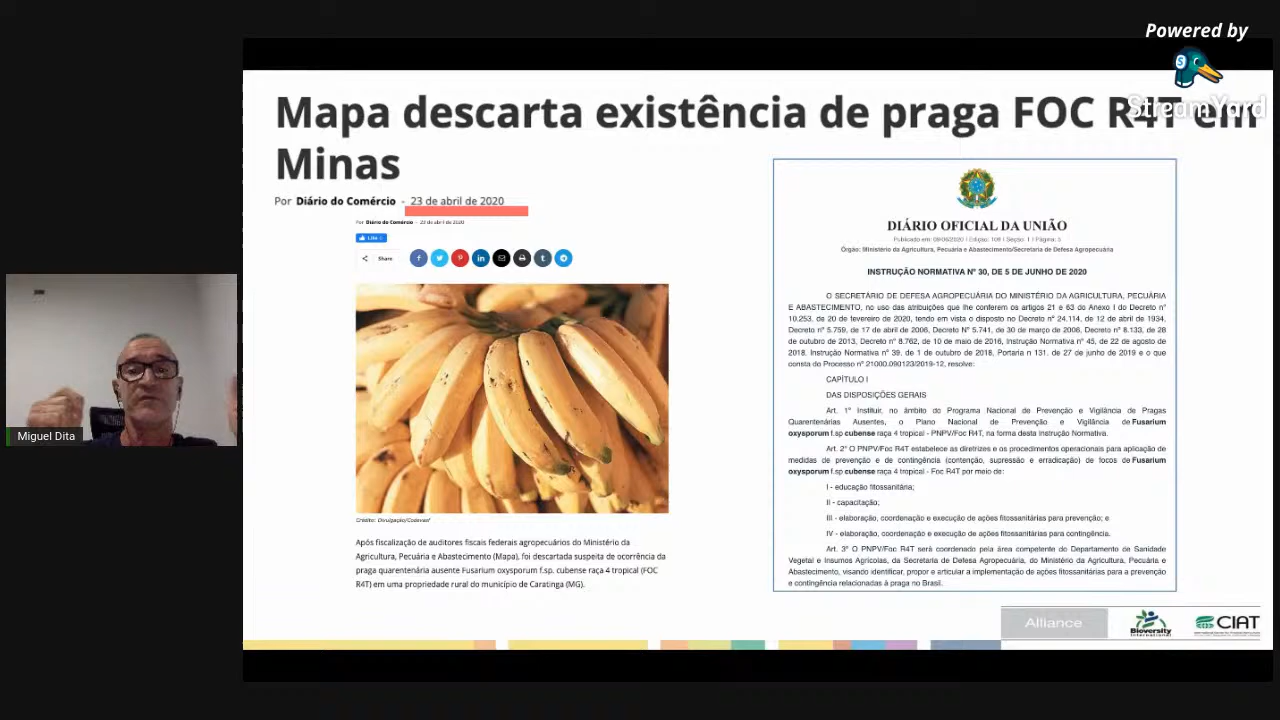 Powered by
StreamYard
Mapa descarta existência de praga FOC R4T em
Minas
Por Diário do Comércio - 23 de abril de 2020
Por Diário do Comércio - 23 de abril de 2020
Like
Share
Crédito: Divulgação/Codevasf
Após fiscalização de auditores fiscais federais agropecuários do Ministério da
Agricultura, Pecuária e Abastecimento (Mapa), foi descartada suspeita de ocorrência da
praga quarentenária ausente Fusarium oxysporum f.sp. cubense raça 4 tropical (FOC
R4T) em uma propriedade rural do município de Caratinga (MG).
DIÁRIO OFICIAL DA UNIÃO
Publicado em: 09/06/2020 | Edição: 109 | Seção: 1 | Página: 5
Órgão: Ministério da Agricultura, Pecuária e Abastecimento/Secretaria de Defesa Agropecuária
INSTRUÇÃO NORMATIVA Nº 30, DE 5 DE JUNHO DE 2020
O SECRETÁRIO DE DEFESA AGROPECUÁRIA DO MINISTÉRIO DA AGRICULTURA, PECUÁRIA
E ABASTECIMENTO, no uso das atribuições que lhe conferem os artigos 21 e 63 do Anexo I do Decreto nº
10.253, de 20 de fevereiro de 2020, tendo em vista o disposto no Decreto nº 24.114, de 12 de abril de 1934,
Decreto nº 5.759, de 17 de abril de 2006, Decreto Nº 5.741, de 30 de março de 2006, Decreto nº 8.133, de 28
de outubro de 2013, Decreto nº 8.762, de 10 de maio de 2016, Instrução Normativa nº 45, de 22 de agosto de
2018, Instrução Normativa nº 39, de 1 de outubro de 2018, Portaria n 131, de 27 de junho de 2019 e o que
consta do Processo nº 21000.090123/2019-12, resolve:
CAPÍTULO I
DAS DISPOSIÇÕES GERAIS
Art. 1º Instituir, no âmbito do Programa Nacional de Prevenção e Vigilância de Pragas
Quarentenárias Ausentes, o Plano Nacional de Prevenção e Vigilância de Fusarium
oxysporum f.sp cubense raça 4 tropical - PNPV/Foc R4T, na forma desta Instrução Normativa.
Art. 2º O PNPV/Foc R4T estabelece as diretrizes e os procedimentos operacionais para aplicação de
medidas de prevenção e de contingência (contenção, supressão e erradicação) de focos de Fusarium
oxysporum f.sp cubense raça 4 tropical - Foc R4T por meio de:
I - educação fitossanitária;
II - capacitação;
III - elaboração, coordenação e execução de ações fitossanitárias para prevenção; e
IV - elaboração, coordenação e execução de ações fitossanitárias para contingência.
Art. 3º O PNPV/Foc R4T será coordenado pela área competente do Departamento de Sanidade
Vegetal e Insumos Agrícolas, da Secretaria de Defesa Agropecuária, do Ministério da Agricultura, Pecuária e
Abastecimento, visando identificar, propor e articular a implementação de ações fitossanitárias para a prevenção
e contingência relacionadas à praga no Brasil.
Miguel Dita
Alliance
Bioversity
International
CIAT